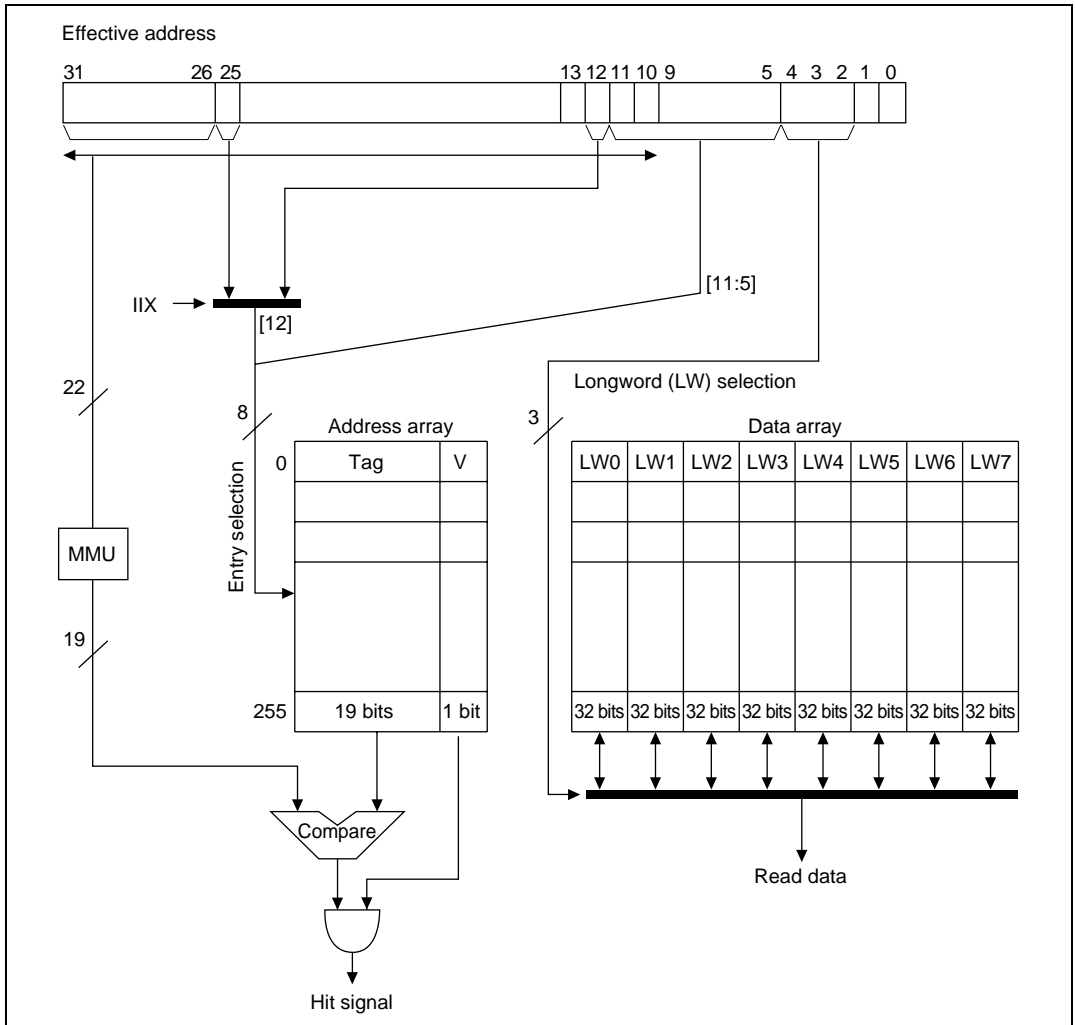 Effective address
31 26 25 13 12 11 10 9 5 4 3 2 1 0
IIX
[12]
[11:5]
22
8
3
Longword (LW) selection
Entry selection
Address array
Data array
0
Tag V
LW0 LW1 LW2 LW3 LW4 LW5 LW6 LW7
MMU
19
255
19 bits 1 bit
32 bits 32 bits 32 bits 32 bits 32 bits 32 bits 32 bits 32 bits
Compare
Read data
Hit signal